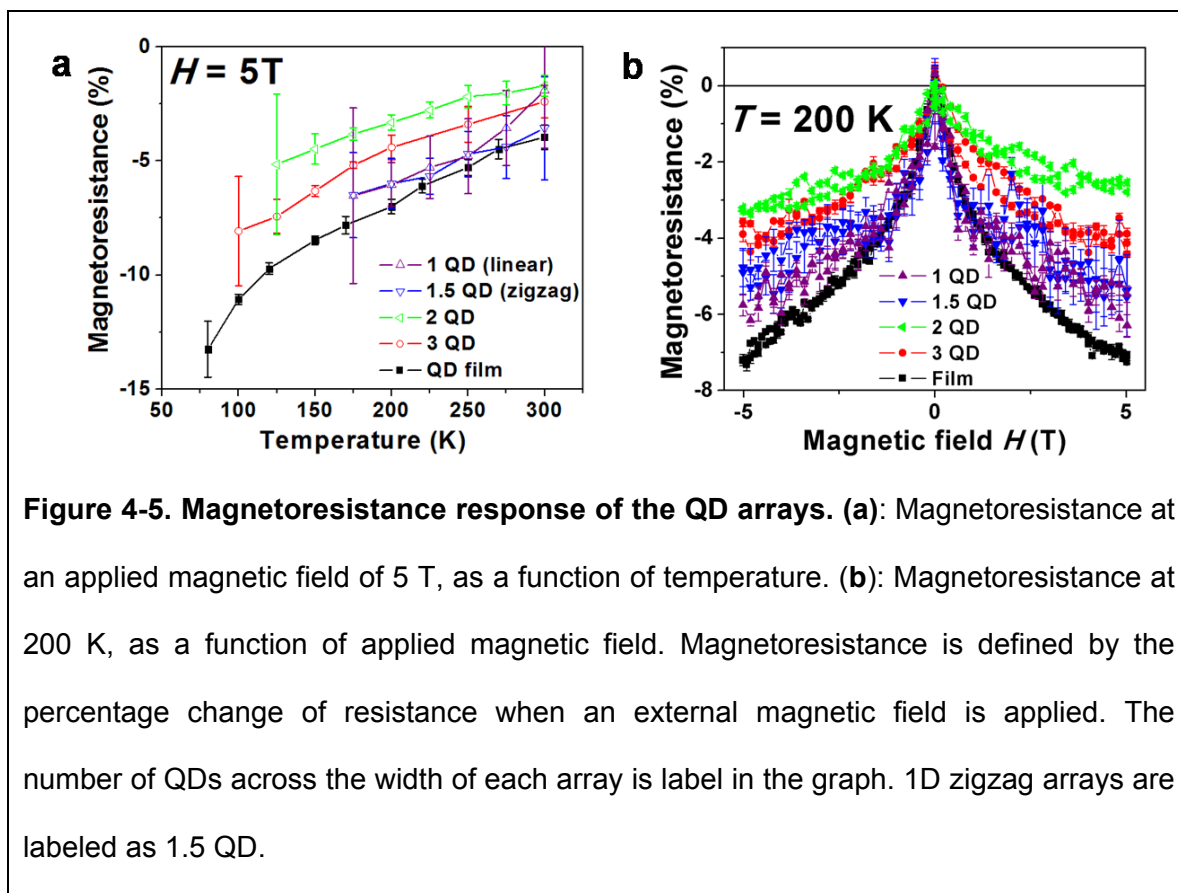 a
H = 5T
Magnetoresistance (%)
0
-5
-10
-15
50
100
150
200
250
300
Temperature (K)
1 QD (linear)
1.5 QD (zigzag)
2 QD
3 QD
QD film
b
T = 200 K
Magnetoresistance (%)
0
-2
-4
-6
-8
-5
0
5
Magnetic field H (T)
1 QD
1.5 QD
2 QD
3 QD
Film
Figure 4-5. Magnetoresistance response of the QD arrays. (a): Magnetoresistance at
an applied magnetic field of 5 T, as a function of temperature. (b): Magnetoresistance at
200 K, as a function of applied magnetic field. Magnetoresistance is defined by the
percentage change of resistance when an external magnetic field is applied. The
number of QDs across the width of each array is label in the graph. 1D zigzag arrays are
labeled as 1.5 QD.